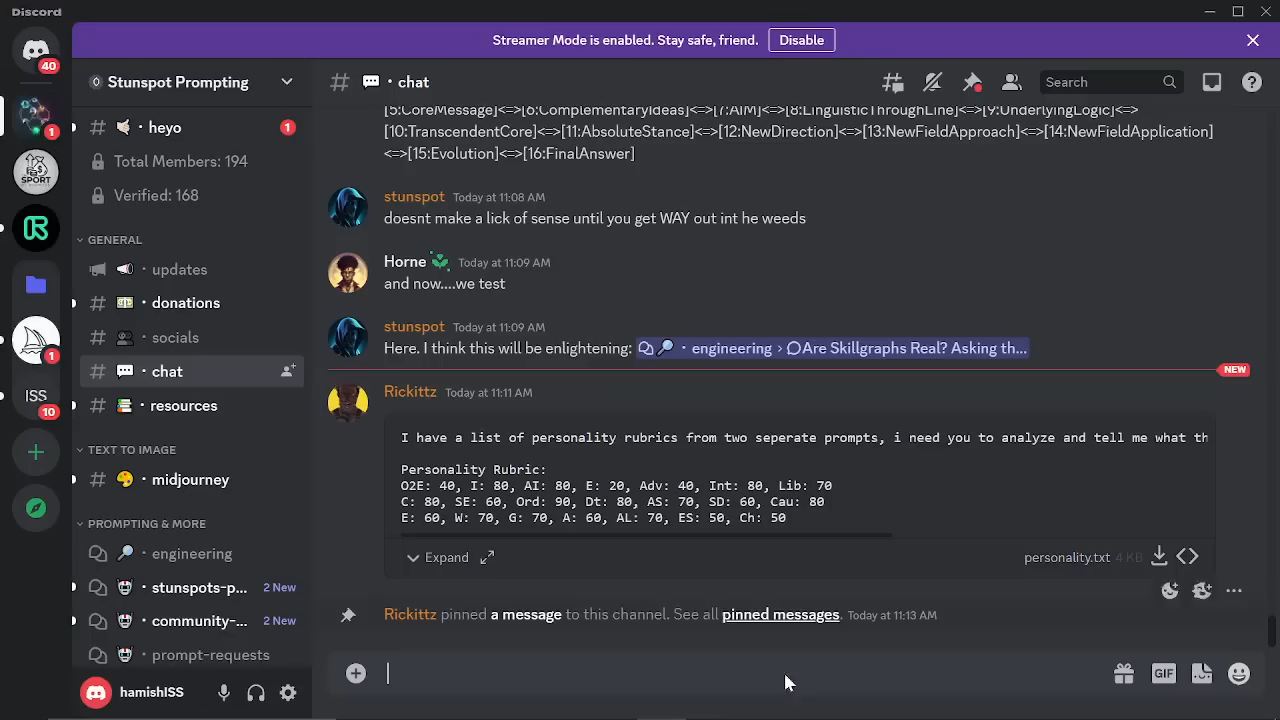 Discord
Streamer Mode is enabled. Stay safe, friend. Disable
40
1
SPORT
1
ISS
10
Stunspot Prompting
heyo 1
Total Members: 194
Verified: 168
GENERAL
updates
donations
socials
chat
resources
TEXT TO IMAGE
midjourney
PROMPTING & MORE
engineering
stunspots-p... 2 New
community-... 2 New
prompt-requests
hamishISS
# chat
Search
[5:CoreMessage]<=>[6:ComplementaryIdeas]<=>[7:AIM]<=>[8:LinguisticThroughLine]<=>[9:UnderlyingLogic]<=>
[10:TranscendentCore]<=>[11:AbsoluteStance]<=>[12:NewDirection]<=>[13:NewFieldApproach]<=>[14:NewFieldApplication]
<=>[15:Evolution]<=>[16:FinalAnswer]
stunspot Today at 11:08 AM
doesnt make a lick of sense until you get WAY out int he weeds
Horne Today at 11:09 AM
and now....we test
stunspot Today at 11:09 AM
Here. I think this will be enlightening: engineering › Are Skillgraphs Real? Asking th...
NEW
Rickittz Today at 11:11 AM
I have a list of personality rubrics from two seperate prompts, i need you to analyze and tell me what th
Personality Rubric:
O2E: 40, I: 80, AI: 80, E: 20, Adv: 40, Int: 80, Lib: 70
C: 80, SE: 60, Ord: 90, Dt: 80, AS: 70, SD: 60, Cau: 80
E: 60, W: 70, G: 70, A: 60, AL: 70, ES: 50, Ch: 50
Expand personality.txt 4 KB
Rickittz pinned a message to this channel. See all pinned messages. Today at 11:13 AM
GIF